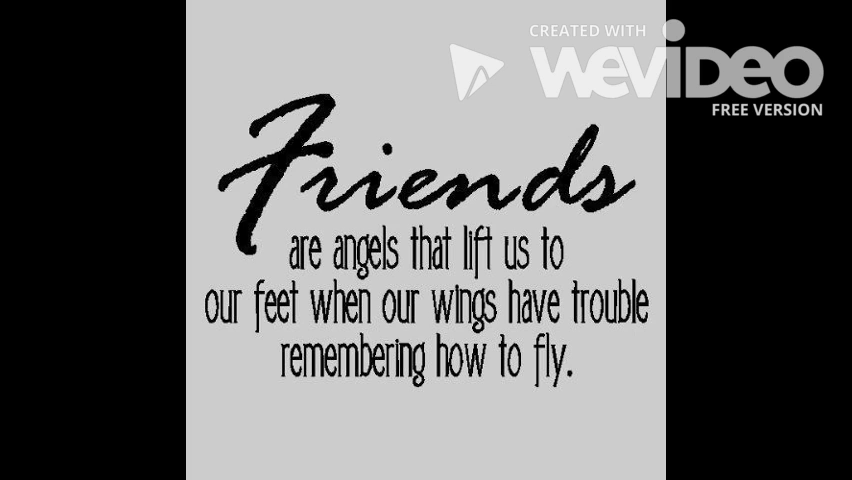 CREATED WITH
WEVIDEO
FREE VERSION
Friends
are angels that lift us to
our feet when our wings have trouble
remembering how to fly.